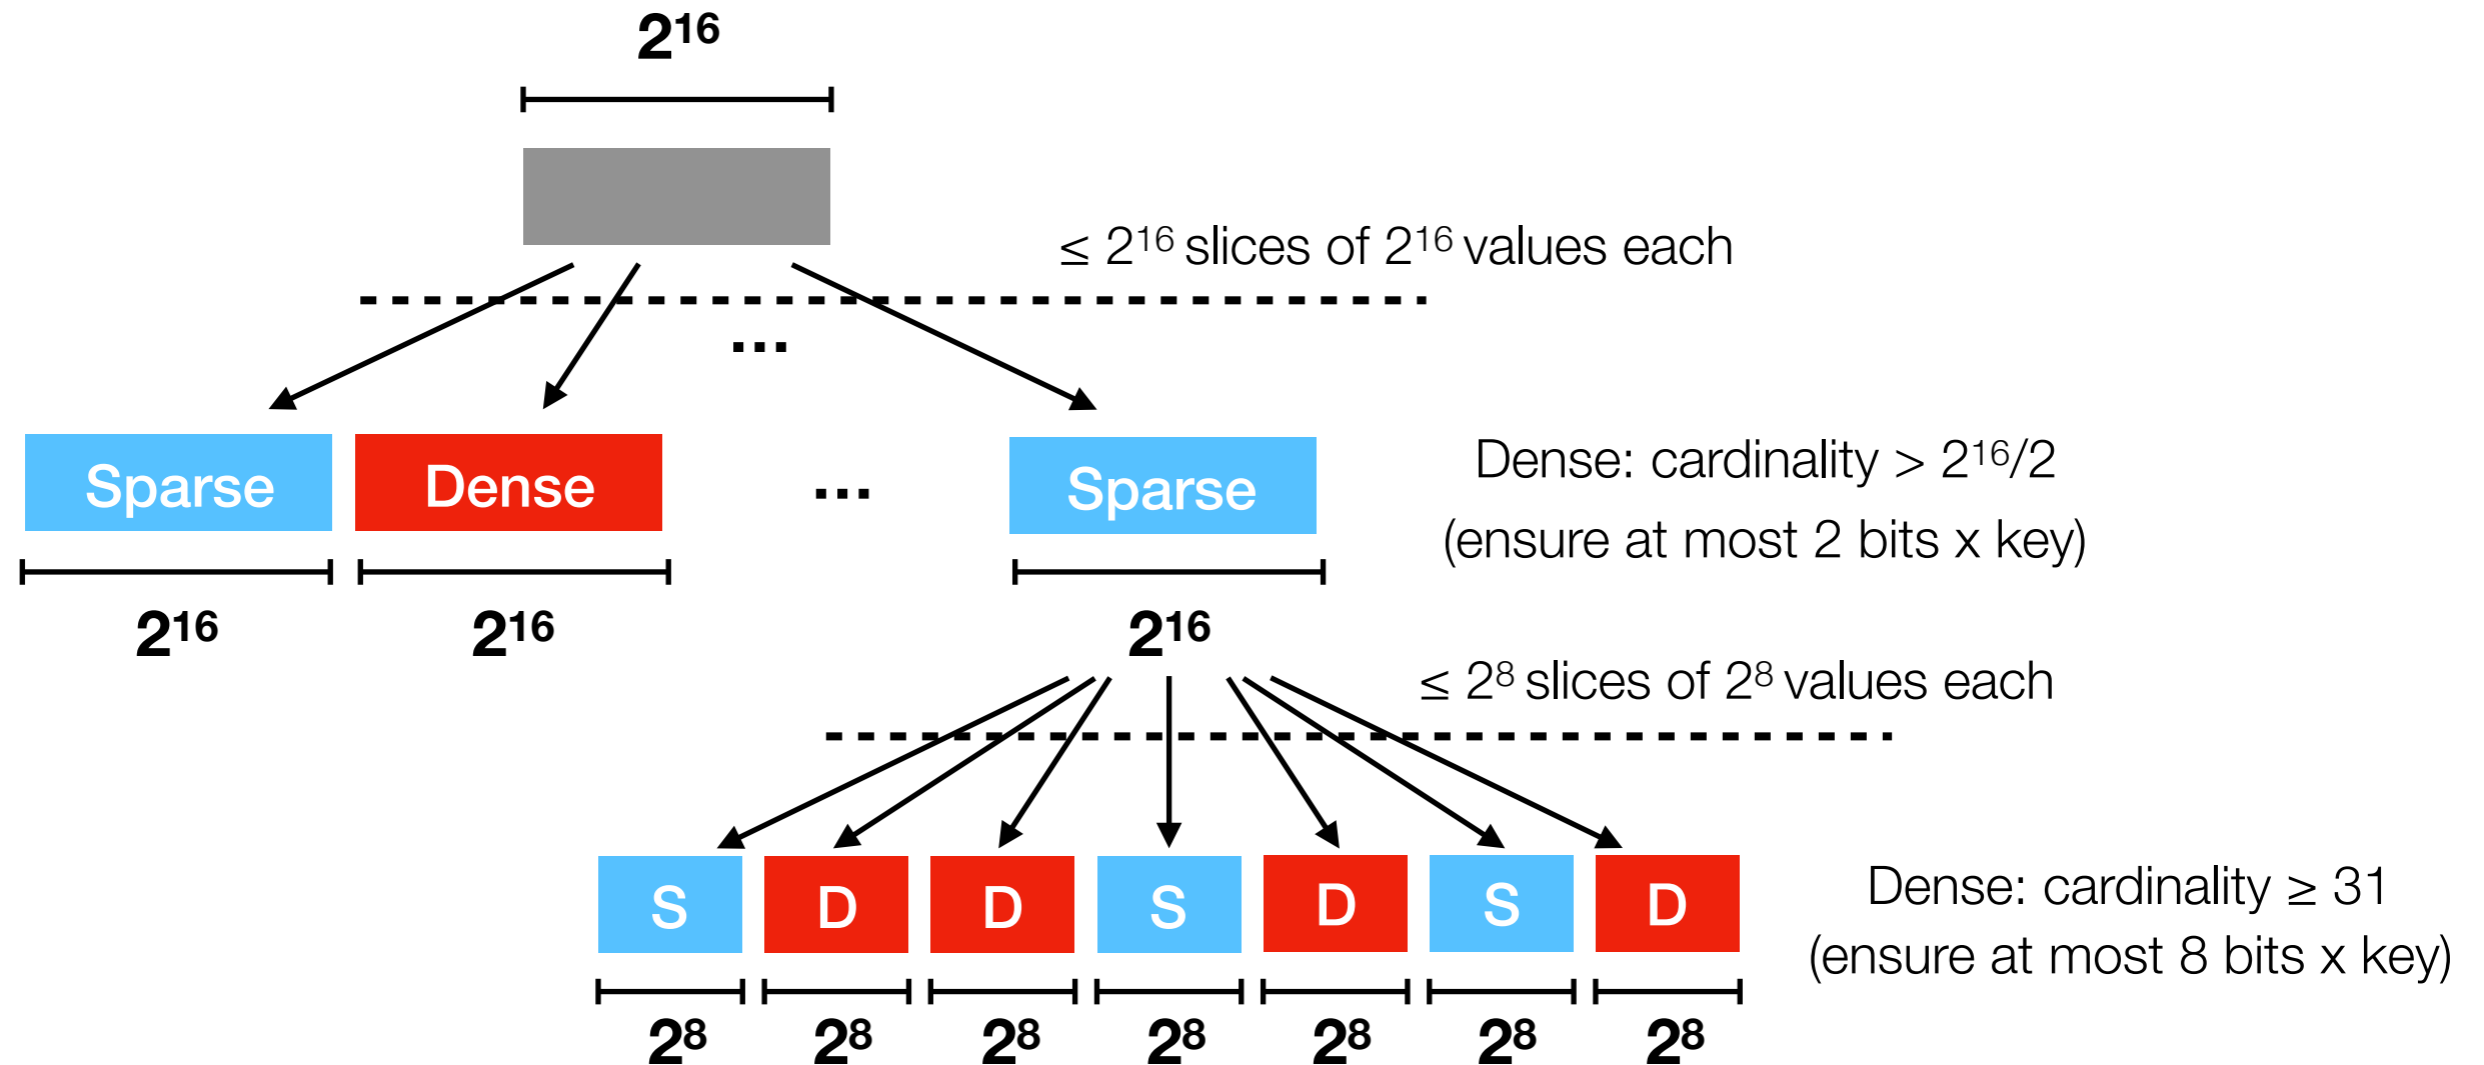 2¹⁶
≤ 2¹⁶ slices of 2¹⁶ values each
...
Sparse Dense ... Sparse
Dense: cardinality > 2¹⁶/2
(ensure at most 2 bits x key)
2¹⁶ 2¹⁶ 2¹⁶
≤ 2⁸ slices of 2⁸ values each
S D D S D S D
Dense: cardinality ≥ 31
(ensure at most 8 bits x key)
2⁸ 2⁸ 2⁸ 2⁸ 2⁸ 2⁸ 2⁸